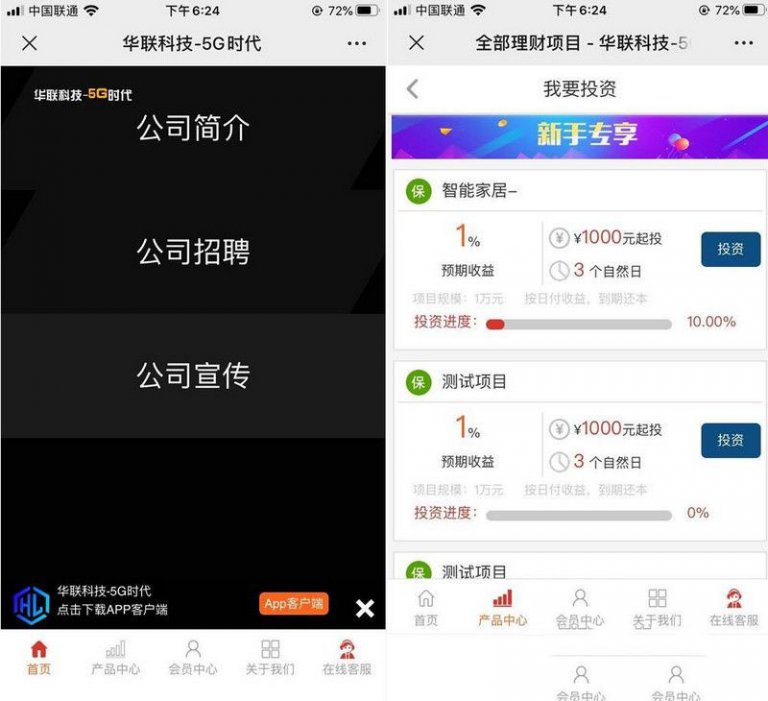 中国联通
下午6:24
72%
华联科技-5G时代
华联科技-5G时代
公司简介
公司招聘
公司宣传
华联科技-5G时代
点击下载APP客户端
App客户端
首页
产品中心
会员中心
关于我们
在线客服
中国联通
下午6:24
72%
全部理财项目 - 华联科技-5
我要投资
新手专享
保 智能家居–
1%
预期收益
¥1000元起投
3 个自然日
投资
项目规模：1万元 按日付收益，到期还本
投资进度： 10.00%
保 测试项目
1%
预期收益
¥1000元起投
3 个自然日
投资
项目规模：1万元 按日付收益，到期还本
投资进度： 0%
保 测试项目
首页
产品中心
会员中心
关于我们
在线客服
会员中心
会员中心